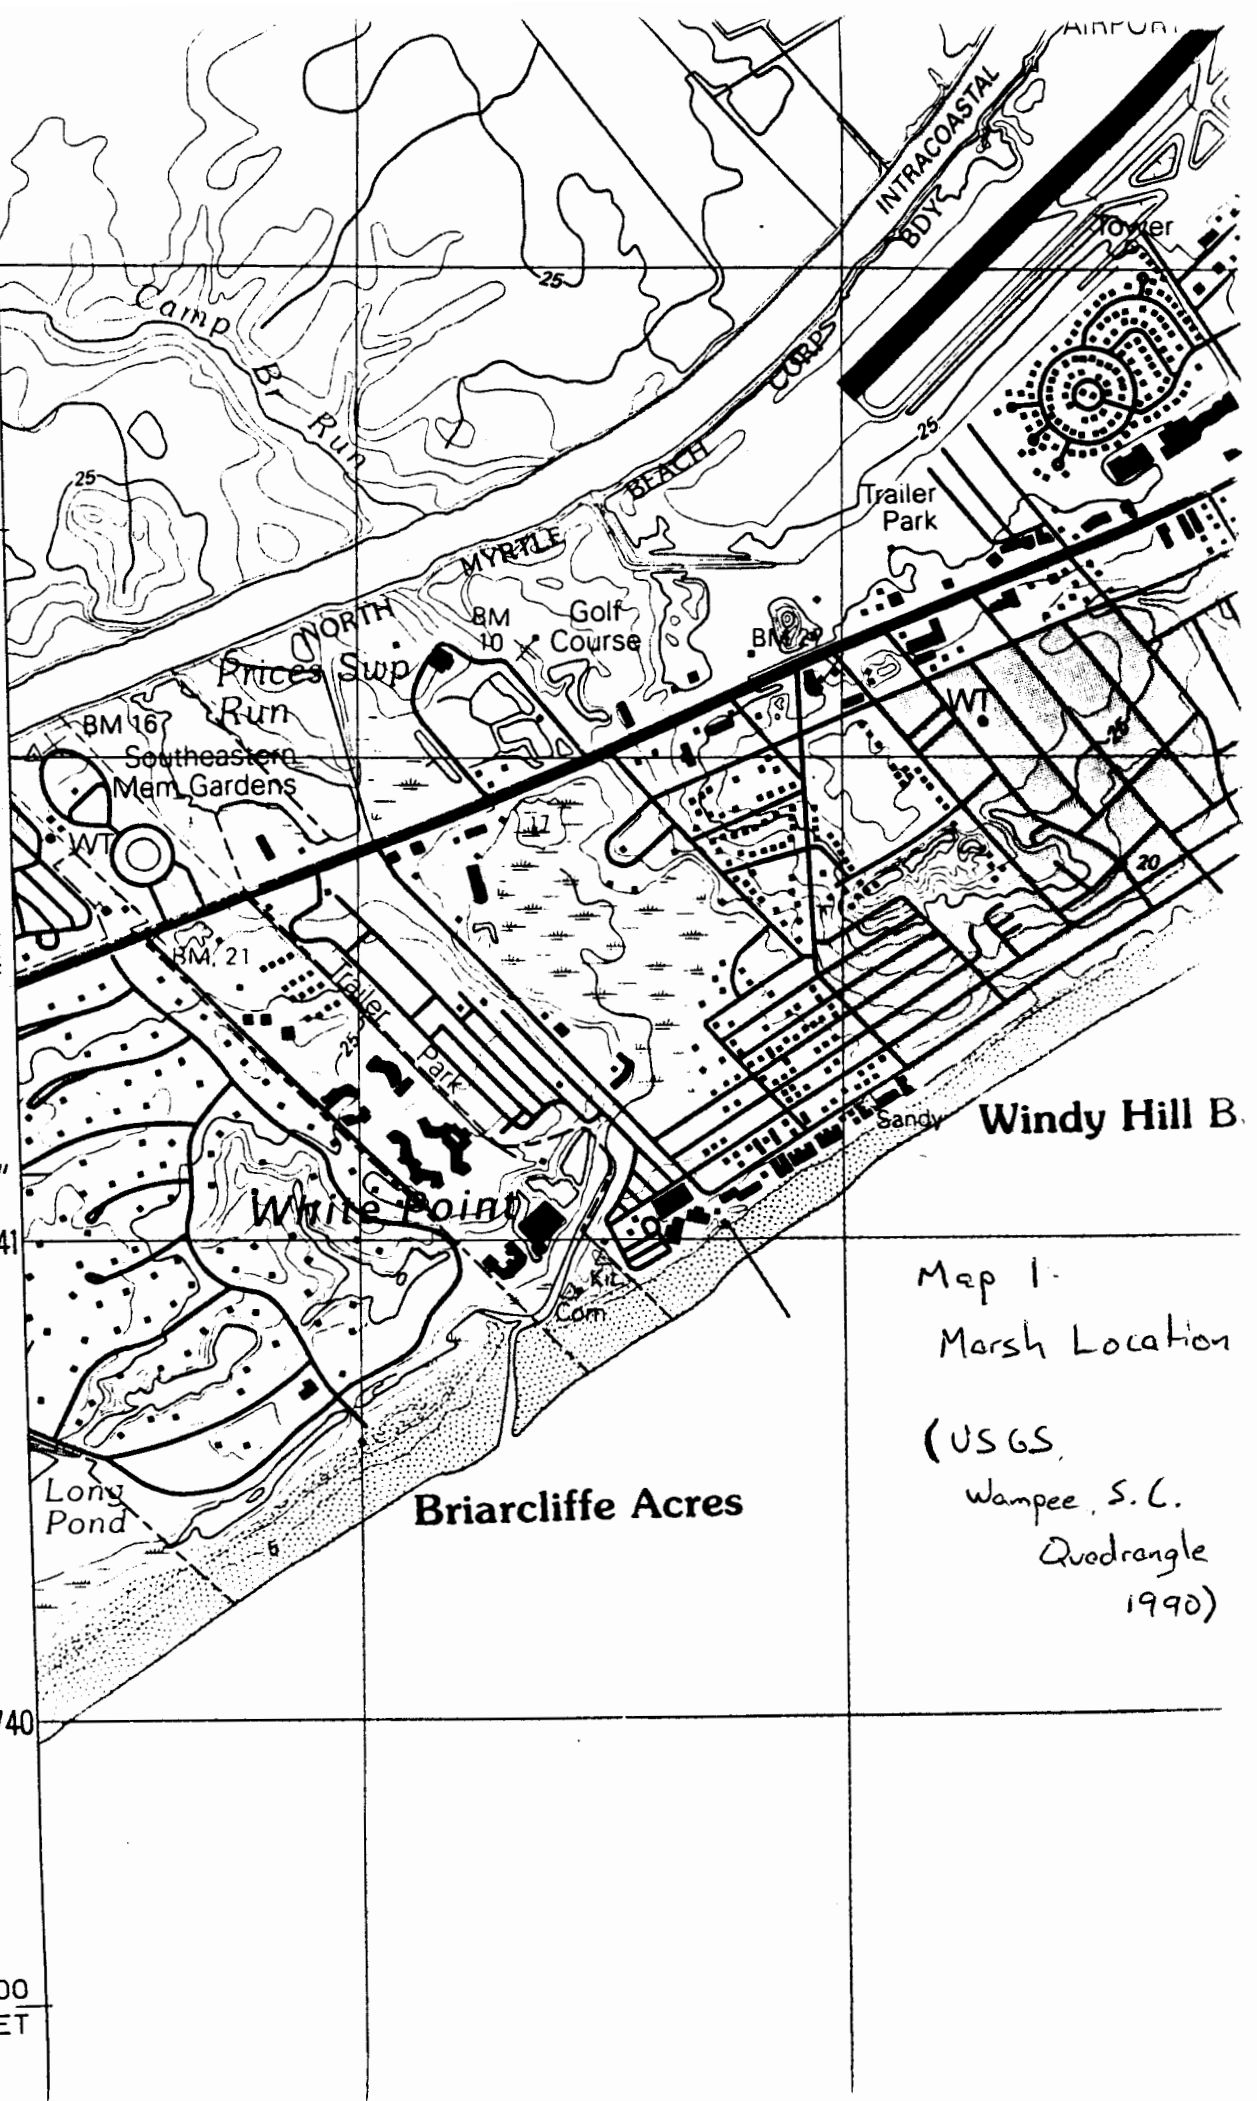 AIRPORT
INTRACOASTAL
BDY
Tower
25
Camp Br Run
CORPS
25
25
BEACH
Trailer
Park
MYRTLE
NORTH
BM
10
Golf
Course
BM
Prices Swp
Run
WT
BM 16
25
Southeastern
Mem Gardens
17
WT
20
BM 21
Trailer
Park
25
Sandy
Windy Hill B
White Point
41
Kit
Com
Map 1.
Marsh Location
(USGS,
Wampee, S.C.
Quadrangle
1990)
Long
Pond
Briarcliffe Acres
5
740
00
ET